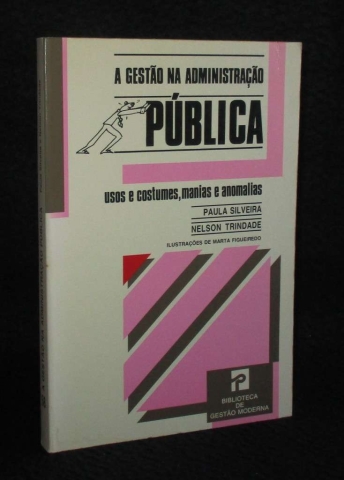 A GESTÃO NA ADMINISTRAÇÃO
PÚBLICA
usos e costumes, manias e anomalias
PAULA SILVEIRA
NELSON TRINDADE
ILUSTRAÇÕES DE MARTA FIGUEIREDO
BIBLIOTECA
DE
GESTÃO MODERNA